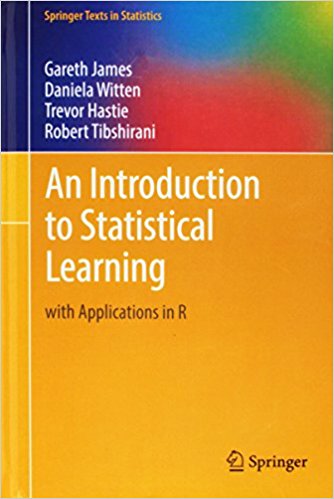 Springer Texts in Statistics
Gareth James
Daniela Witten
Trevor Hastie
Robert Tibshirani
An Introduction
to Statistical
Learning
with Applications in R
Springer